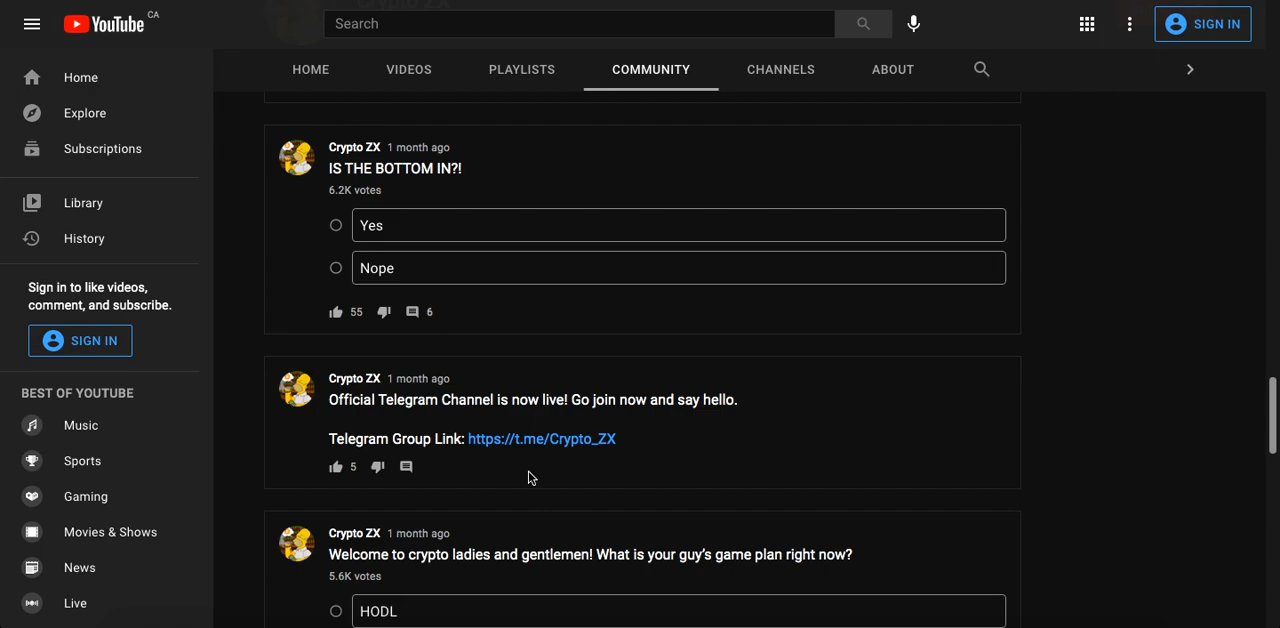 YouTube CA
Search
SIGN IN
HOME
VIDEOS
PLAYLISTS
COMMUNITY
CHANNELS
ABOUT
Home
Explore
Subscriptions
Library
History
Sign in to like videos,
comment, and subscribe.
SIGN IN
BEST OF YOUTUBE
Music
Sports
Gaming
Movies & Shows
News
Live
Crypto ZX 1 month ago
IS THE BOTTOM IN?!
6.2K votes
Yes
Nope
55 6
Crypto ZX 1 month ago
Official Telegram Channel is now live! Go join now and say hello.
Telegram Group Link: https://t.me/Crypto_ZX
5
Crypto ZX 1 month ago
Welcome to crypto ladies and gentlemen! What is your guy's game plan right now?
5.6K votes
HODL